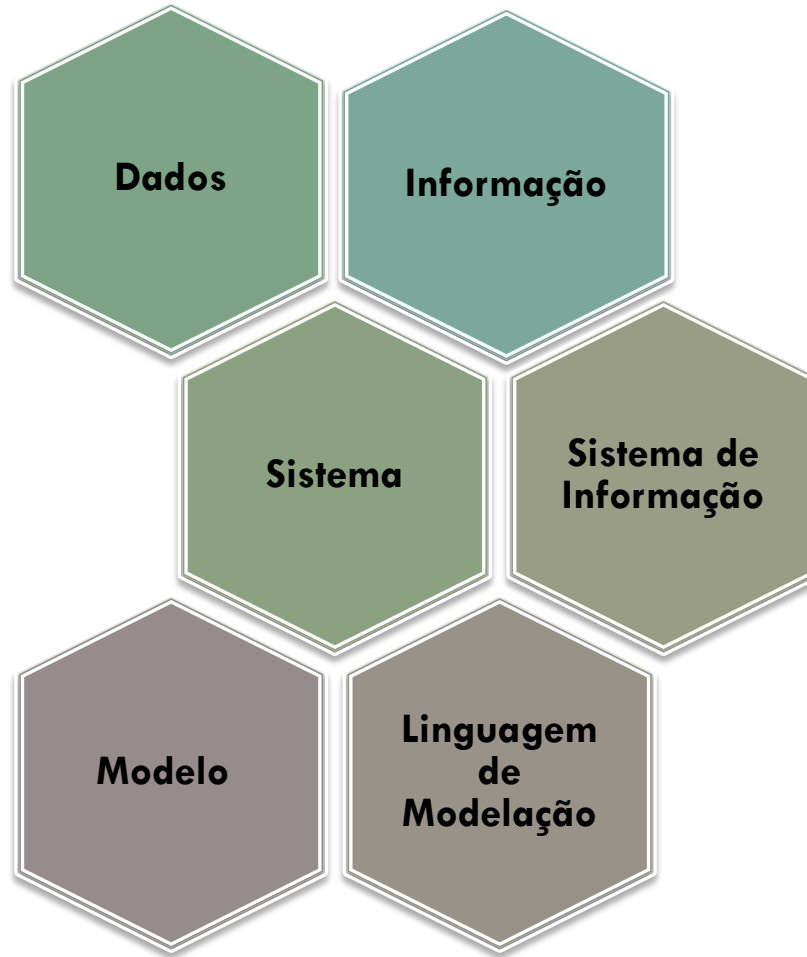 Dados
Informação
Sistema
Sistema de
Informação
Modelo
Linguagem
de
Modelação